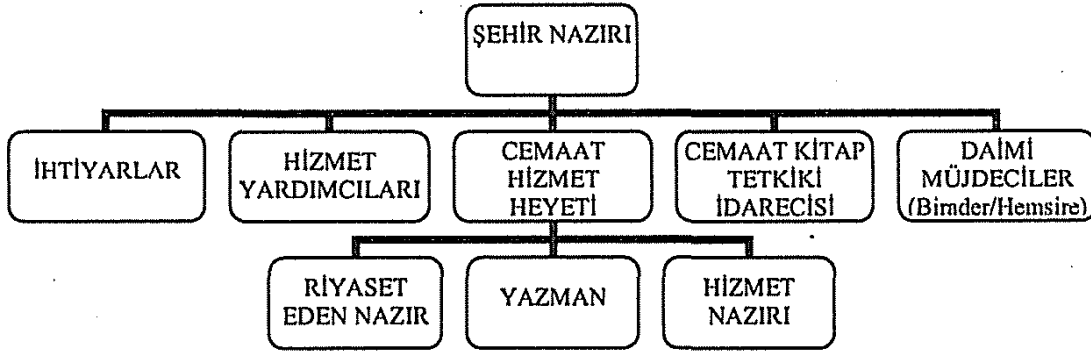 ŞEHİR NAZIRI
İHTİYARLAR
HİZMET
YARDIMCILARI
CEMAAT
HİZMET
HEYETİ
CEMAAT KİTAP
TETKİKİ
İDARECİSİ
DAİMİ
MÜJDECİLER
(Birader/Hemsire)
RİYASET
EDEN NAZIR
YAZMAN
HİZMET
NAZIRI